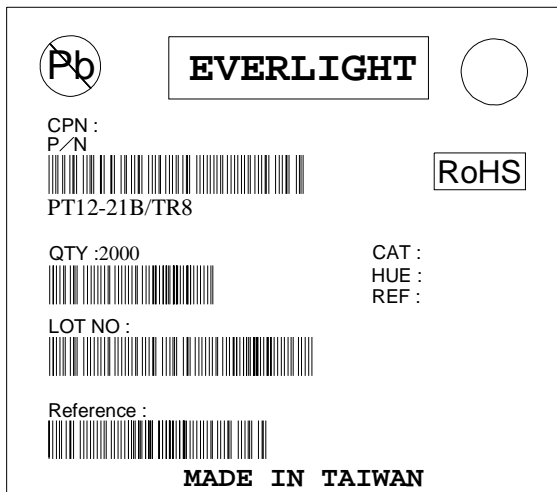 Pb
EVERLIGHT
CPN :
P/N
RoHS
PT12-21B/TR8
QTY :2000
CAT :
HUE :
REF :
LOT NO :
Reference :
MADE IN TAIWAN